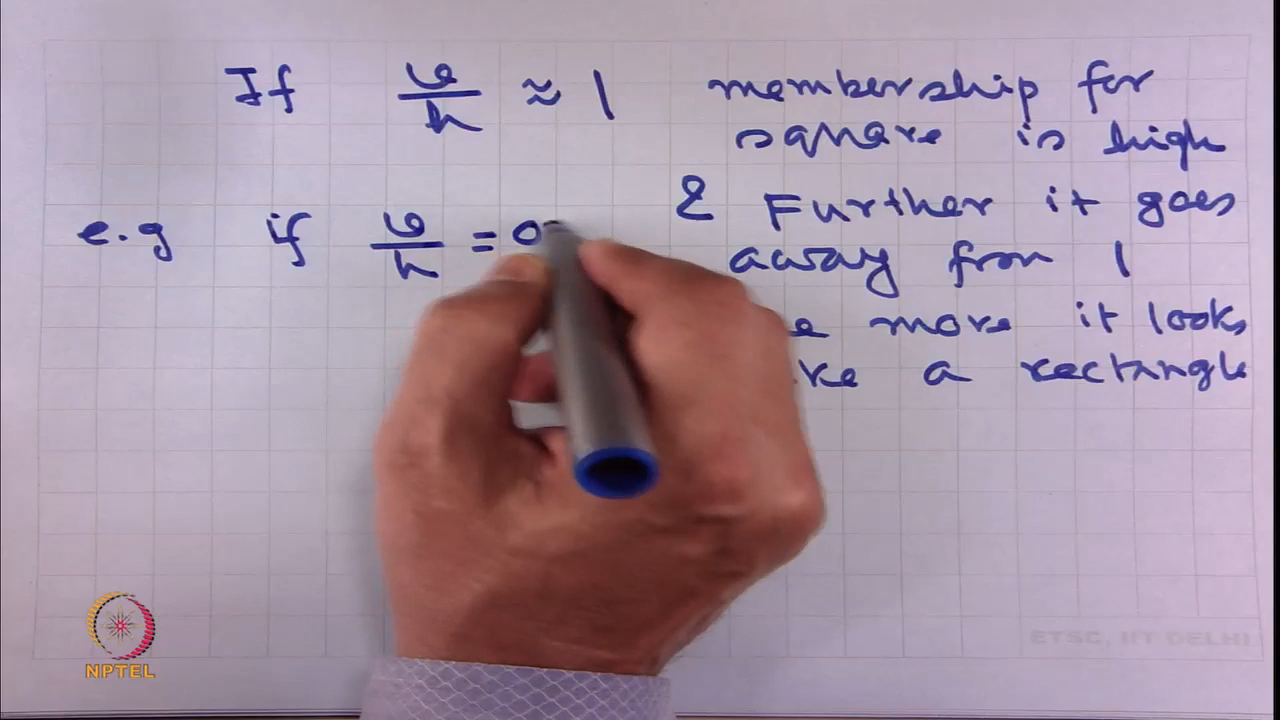 If w/h ≈ 1 membership for
square is high
& Further it goes
away from 1
more it looks
a rectangle
e.g if w/h = 0
NPTEL
ETSC, IIT DELHI